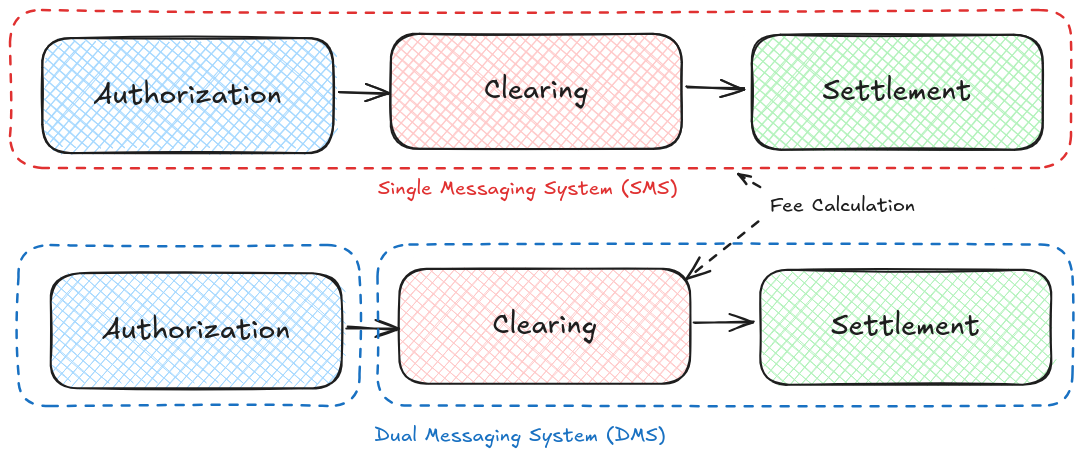 Authorization
Clearing
Settlement
Single Messaging System (SMS)
Fee Calculation
Authorization
Clearing
Settlement
Dual Messaging System (DMS)